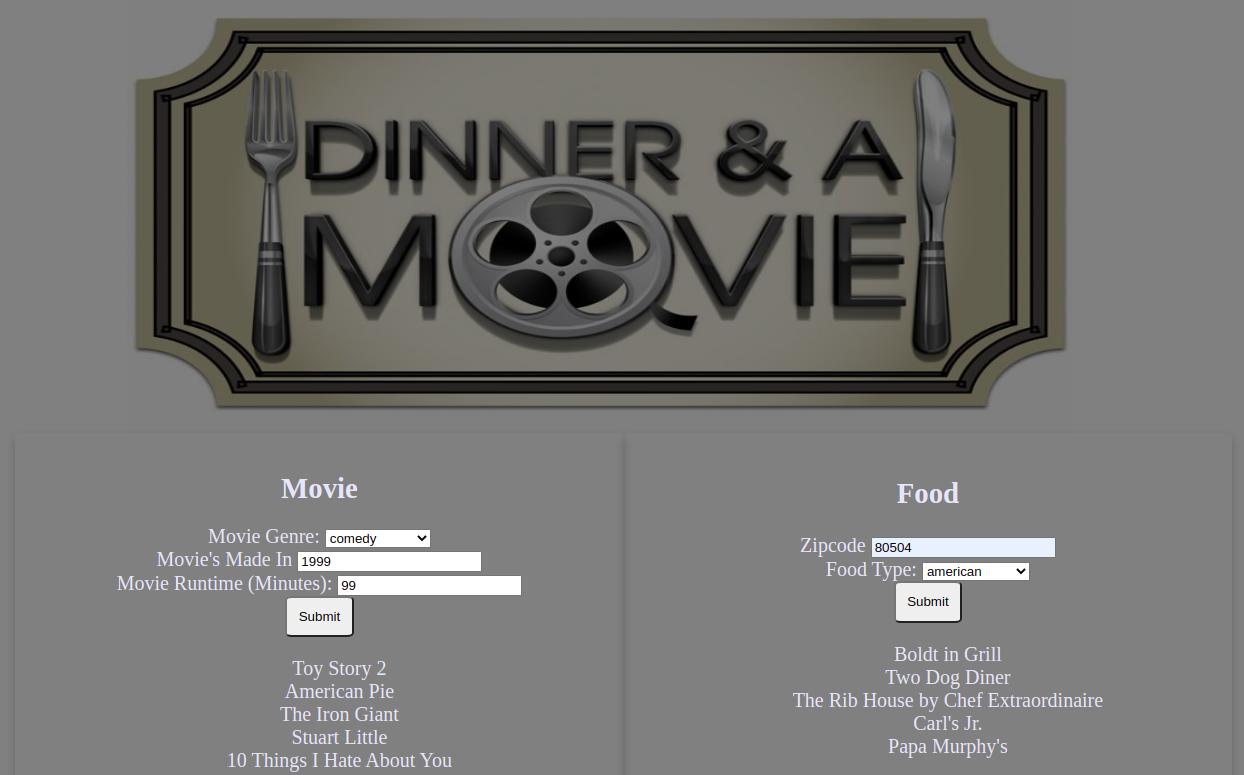 DINNER & A
MOVIE
Movie
Movie Genre: comedy
Movie's Made In 1999
Movie Runtime (Minutes): 99
Submit
Toy Story 2
American Pie
The Iron Giant
Stuart Little
10 Things I Hate About You
Food
Zipcode 80504
Food Type: american
Submit
Boldt in Grill
Two Dog Diner
The Rib House by Chef Extraordinaire
Carl's Jr.
Papa Murphy's